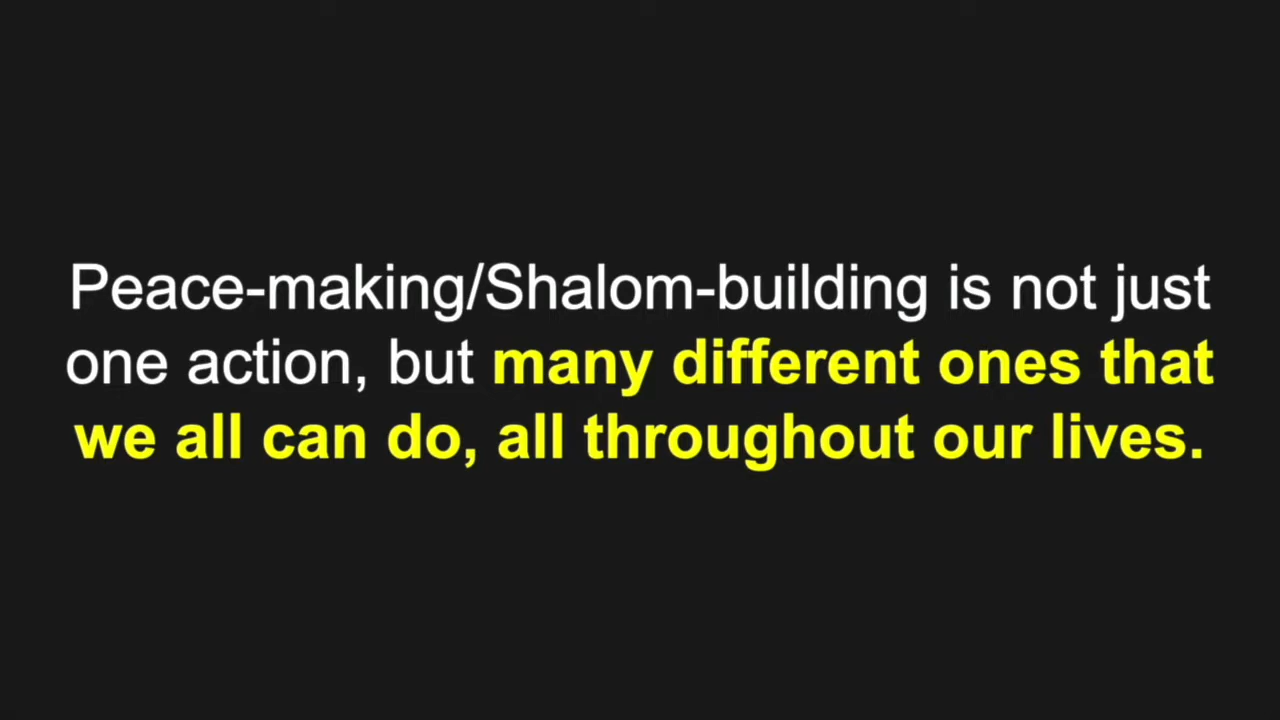 Peace-making/Shalom-building is not just
one action, but many different ones that
we all can do, all throughout our lives.